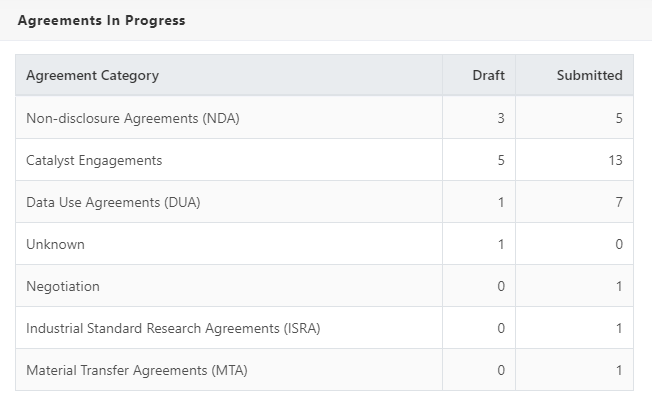 Agreements In Progress
Agreement Category Draft Submitted
Non-disclosure Agreements (NDA) 3 5
Catalyst Engagements 5 13
Data Use Agreements (DUA) 1 7
Unknown 1 0
Negotiation 0 1
Industrial Standard Research Agreements (ISRA) 0 1
Material Transfer Agreements (MTA) 0 1